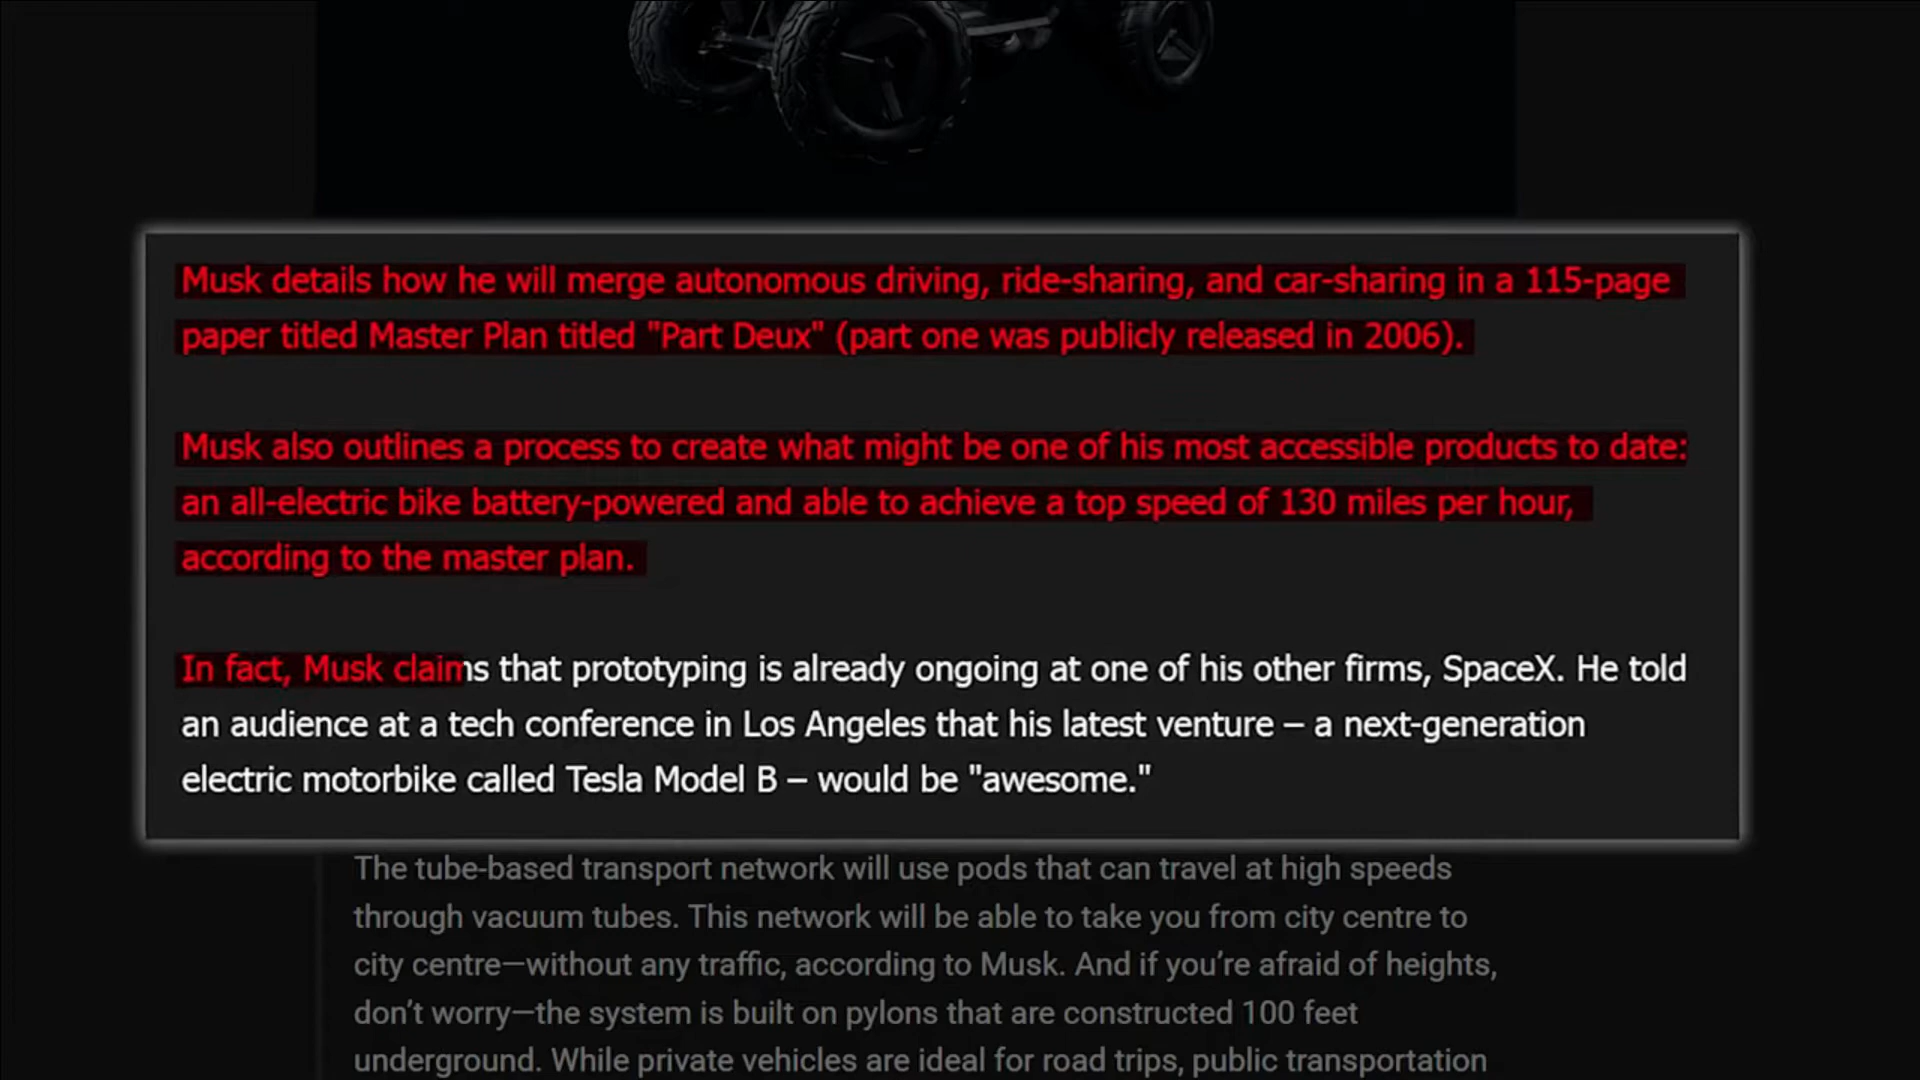 Musk details how he will merge autonomous driving, ride-sharing, and car-sharing in a 115-page
paper titled Master Plan titled "Part Deux" (part one was publicly released in 2006).
Musk also outlines a process to create what might be one of his most accessible products to date:
an all-electric bike battery-powered and able to achieve a top speed of 130 miles per hour,
according to the master plan.
In fact, Musk claims that prototyping is already ongoing at one of his other firms, SpaceX. He told
an audience at a tech conference in Los Angeles that his latest venture – a next-generation
electric motorbike called Tesla Model B – would be "awesome."
The tube-based transport network will use pods that can travel at high speeds
through vacuum tubes. This network will be able to take you from city centre to
city centre—without any traffic, according to Musk. And if you’re afraid of heights,
don’t worry—the system is built on pylons that are constructed 100 feet
underground. While private vehicles are ideal for road trips, public transportation